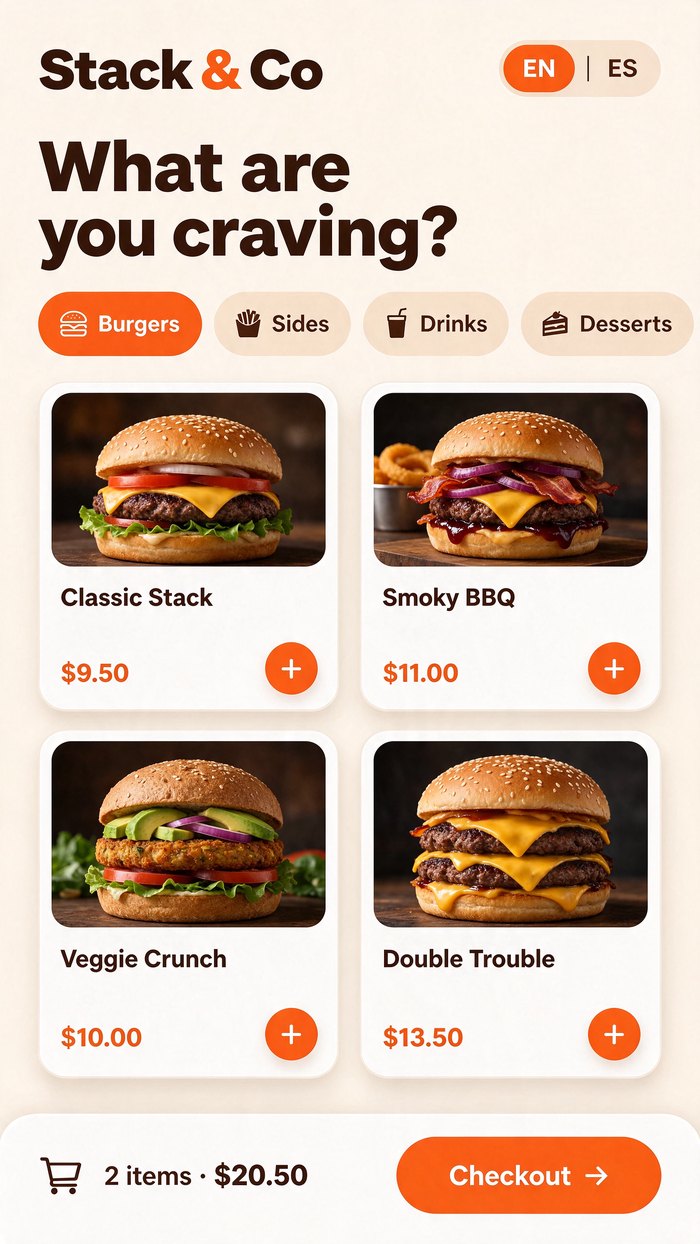 Stack & Co
EN | ES
What are
you craving?
Burgers
Sides
Drinks
Desserts
Classic Stack
$9.50
Smoky BBQ
$11.00
Veggie Crunch
$10.00
Double Trouble
$13.50
2 items · $20.50
Checkout →